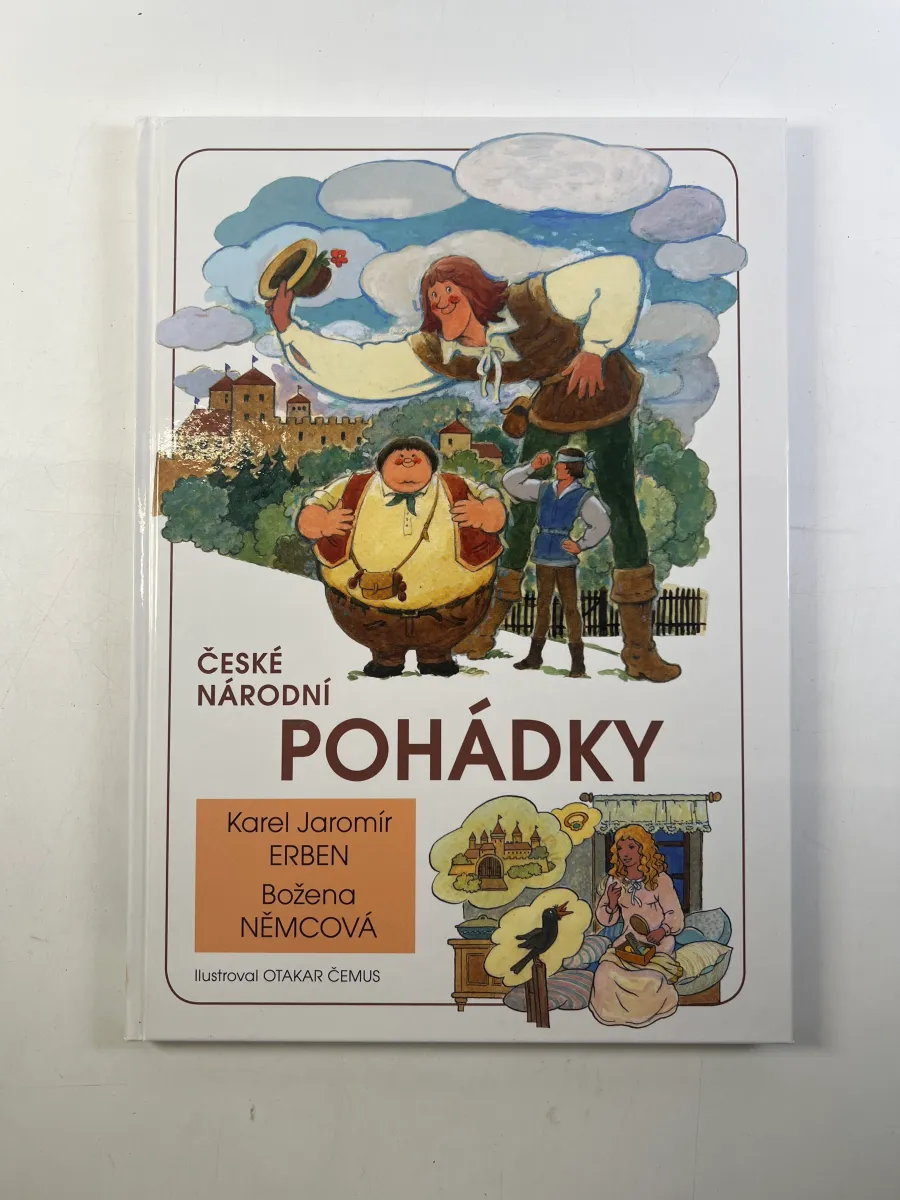 ČESKÉ
NÁRODNÍ
POHÁDKY
Karel Jaromír
ERBEN
Božena
NĚMCOVÁ
Ilustroval OTAKAR ČEMUS